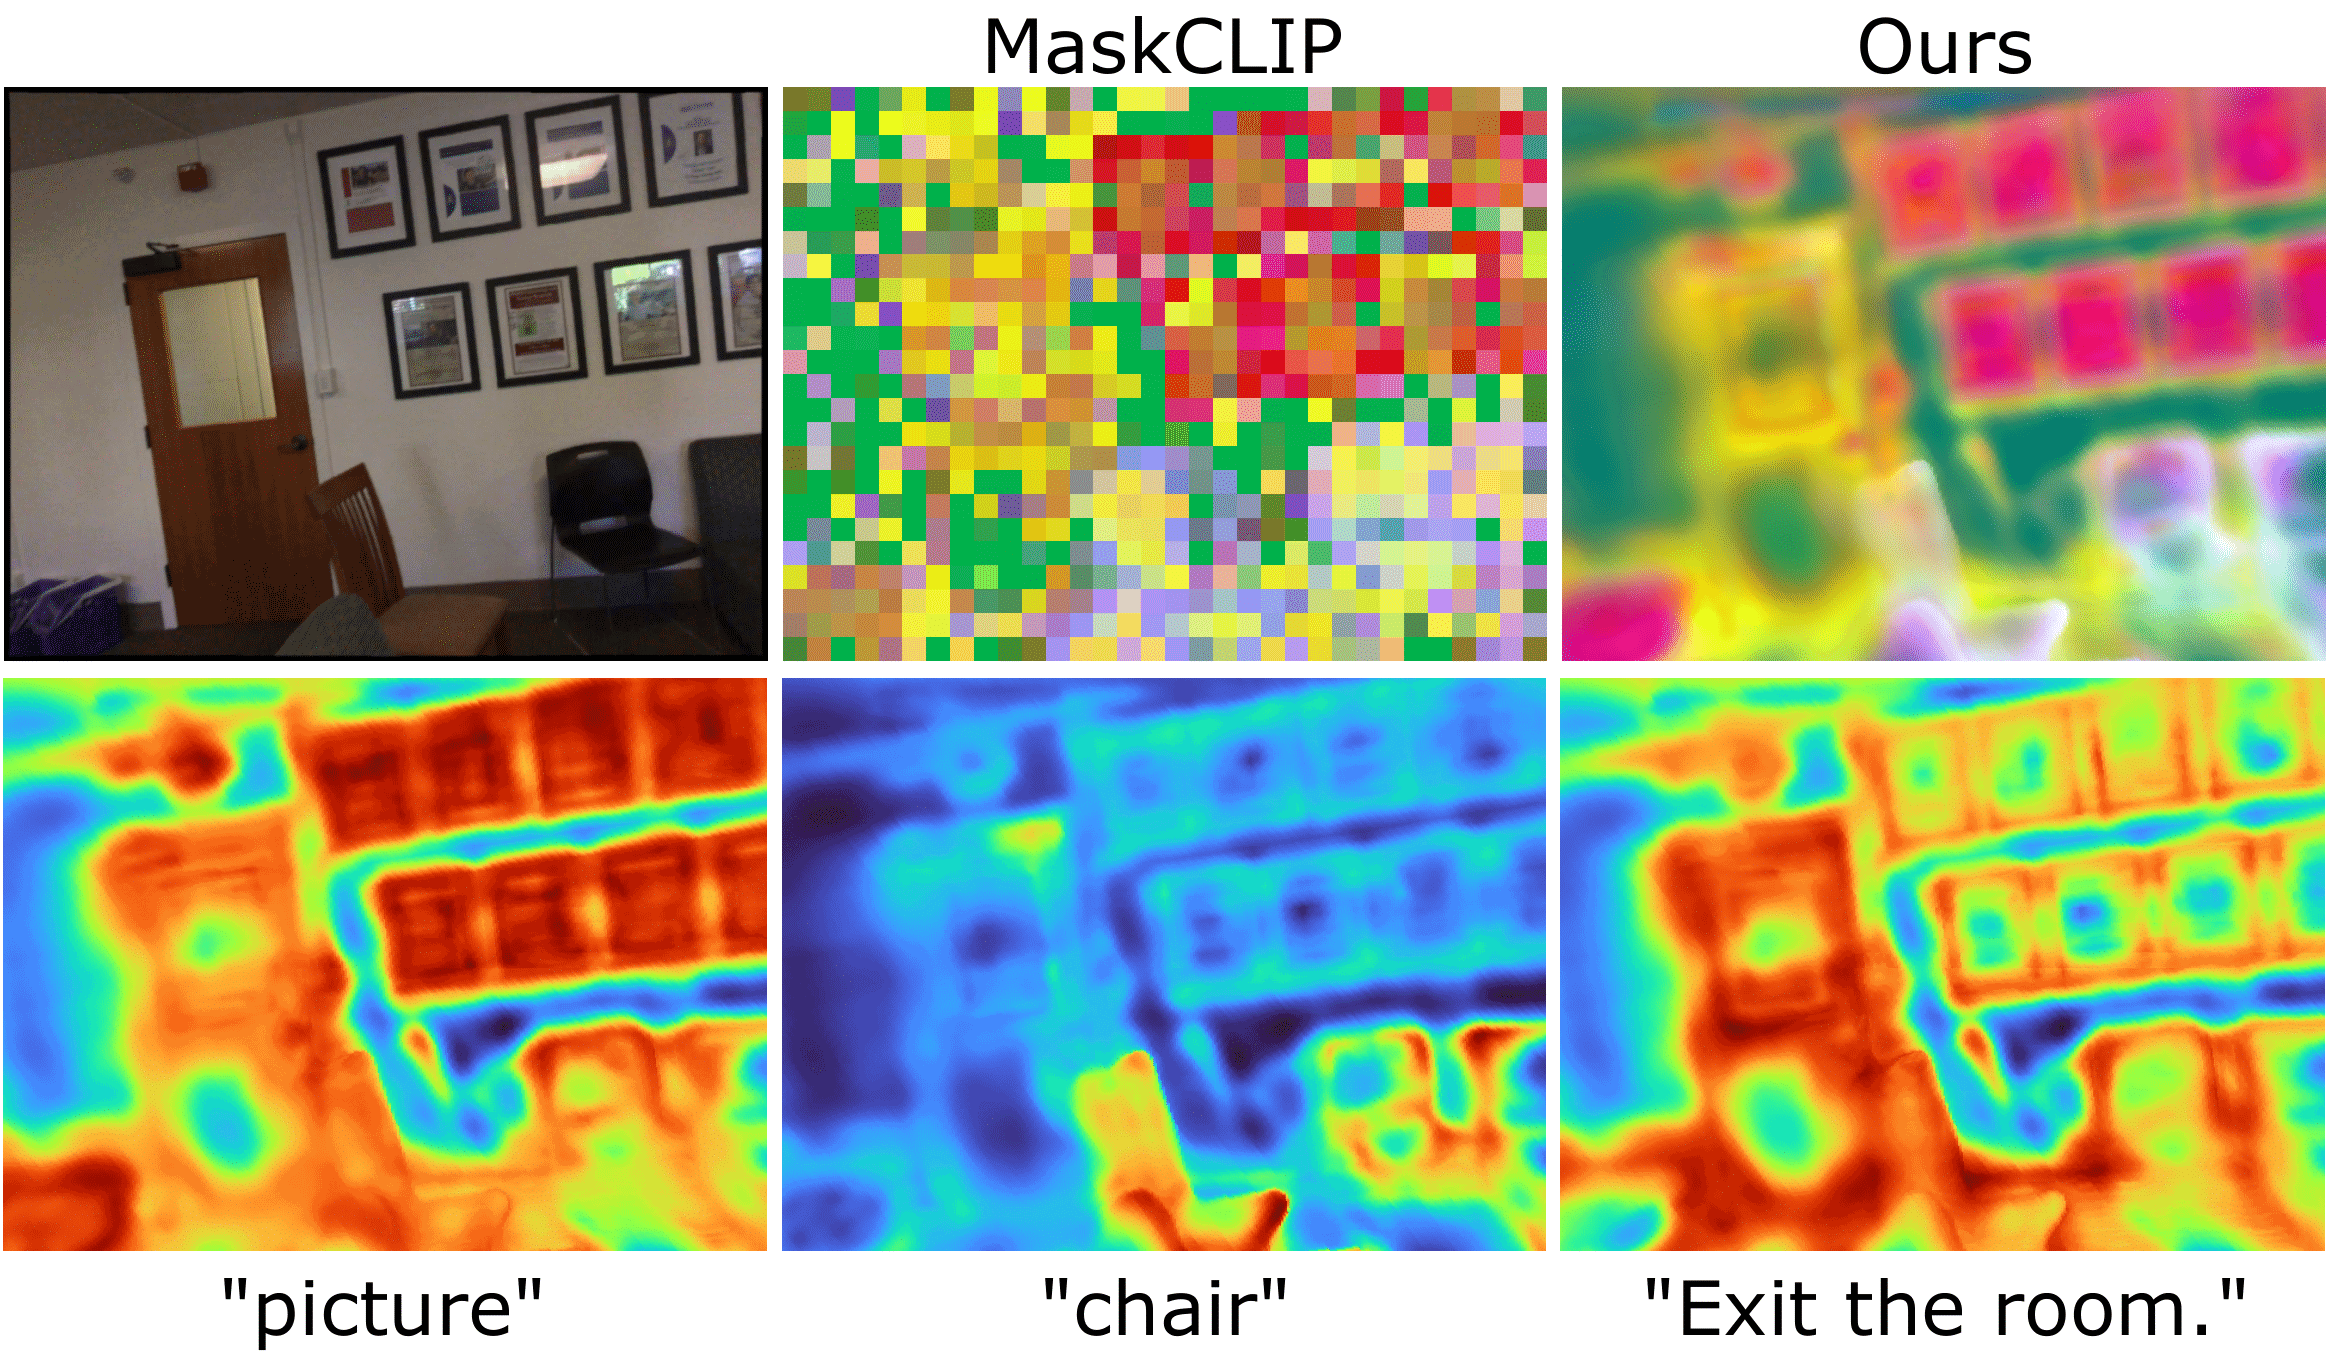 MaskCLIP
Ours
"picture"
"chair"
"Exit the room."